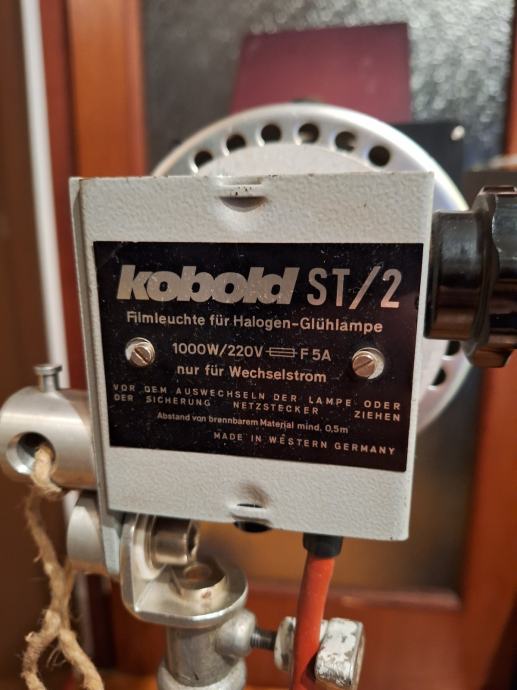 kobold ST/2
Filmleuchte für Halogen-Glühlampe
1000W/220V F 5A
nur für Wechselstrom
VOR DEM AUSWECHSELN DER LAMPE ODER
DER SICHERUNG NETZSTECKER ZIEHEN
Abstand von brennbarem Material mind. 0,5m
MADE IN WESTERN GERMANY